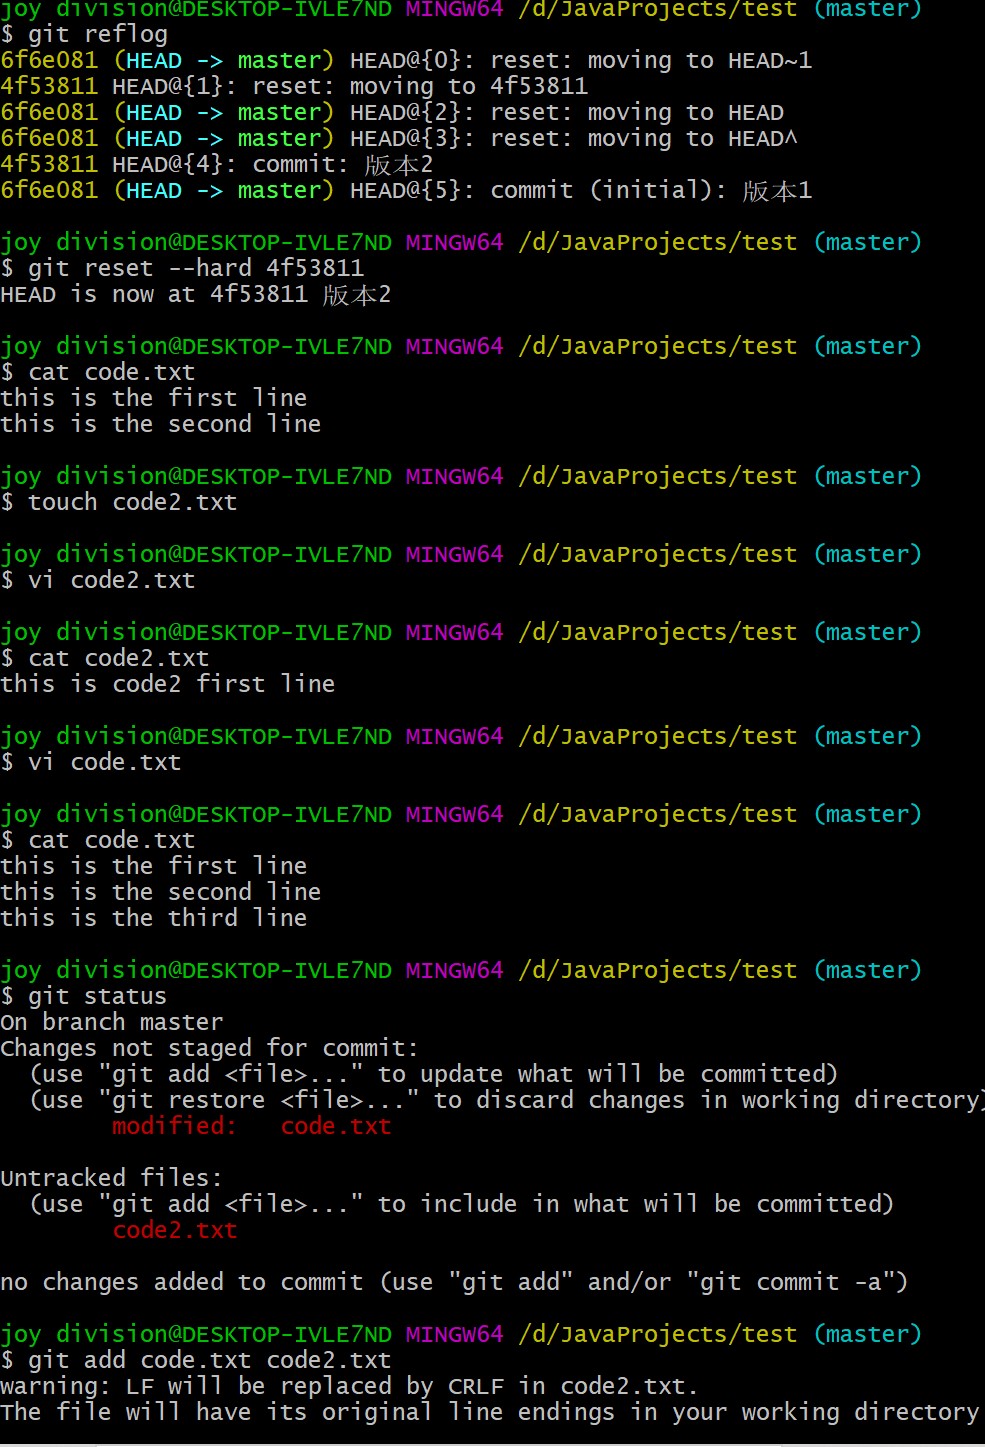 joy division@DESKTOP-IVLE7ND MINGW64 /d/JavaProjects/test (master)
$ git reflog
6f6e081 (HEAD -> master) HEAD@{0}: reset: moving to HEAD~1
4f53811 HEAD@{1}: reset: moving to 4f53811
6f6e081 (HEAD -> master) HEAD@{2}: reset: moving to HEAD
6f6e081 (HEAD -> master) HEAD@{3}: reset: moving to HEAD^
4f53811 HEAD@{4}: commit: 版本2
6f6e081 (HEAD -> master) HEAD@{5}: commit (initial): 版本1

joy division@DESKTOP-IVLE7ND MINGW64 /d/JavaProjects/test (master)
$ git reset --hard 4f53811
HEAD is now at 4f53811 版本2

joy division@DESKTOP-IVLE7ND MINGW64 /d/JavaProjects/test (master)
$ cat code.txt
this is the first line
this is the second line

joy division@DESKTOP-IVLE7ND MINGW64 /d/JavaProjects/test (master)
$ touch code2.txt

joy division@DESKTOP-IVLE7ND MINGW64 /d/JavaProjects/test (master)
$ vi code2.txt

joy division@DESKTOP-IVLE7ND MINGW64 /d/JavaProjects/test (master)
$ cat code2.txt
this is code2 first line

joy division@DESKTOP-IVLE7ND MINGW64 /d/JavaProjects/test (master)
$ vi code.txt

joy division@DESKTOP-IVLE7ND MINGW64 /d/JavaProjects/test (master)
$ cat code.txt
this is the first line
this is the second line
this is the third line

joy division@DESKTOP-IVLE7ND MINGW64 /d/JavaProjects/test (master)
$ git status
On branch master
Changes not staged for commit:
  (use "git add <file>..." to update what will be committed)
  (use "git restore <file>..." to discard changes in working directory)
        modified:   code.txt

Untracked files:
  (use "git add <file>..." to include in what will be committed)
        code2.txt

no changes added to commit (use "git add" and/or "git commit -a")

joy division@DESKTOP-IVLE7ND MINGW64 /d/JavaProjects/test (master)
$ git add code.txt code2.txt
warning: LF will be replaced by CRLF in code2.txt.
The file will have its original line endings in your working directory